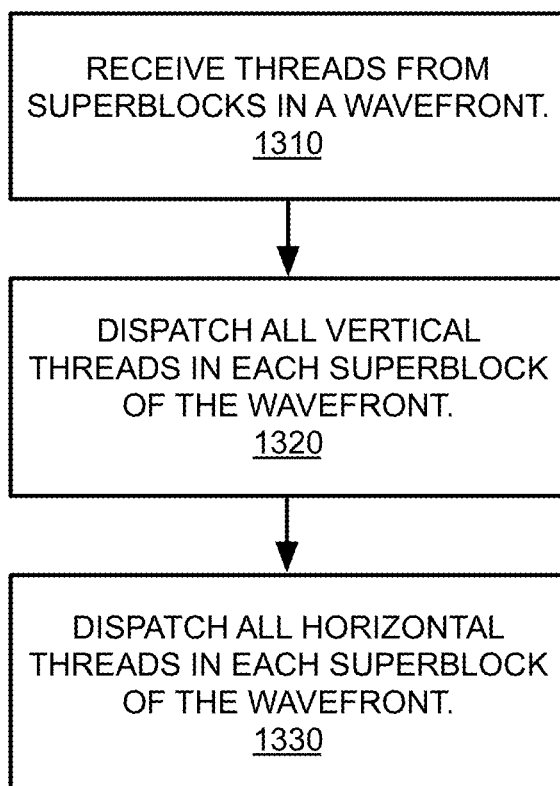 RECEIVE THREADS FROM
SUPERBLOCKS IN A WAVEFRONT.
1310
DISPATCH ALL VERTICAL
THREADS IN EACH SUPERBLOCK
OF THE WAVEFRONT.
1320
DISPATCH ALL HORIZONTAL
THREADS IN EACH SUPERBLOCK
OF THE WAVEFRONT.
1330